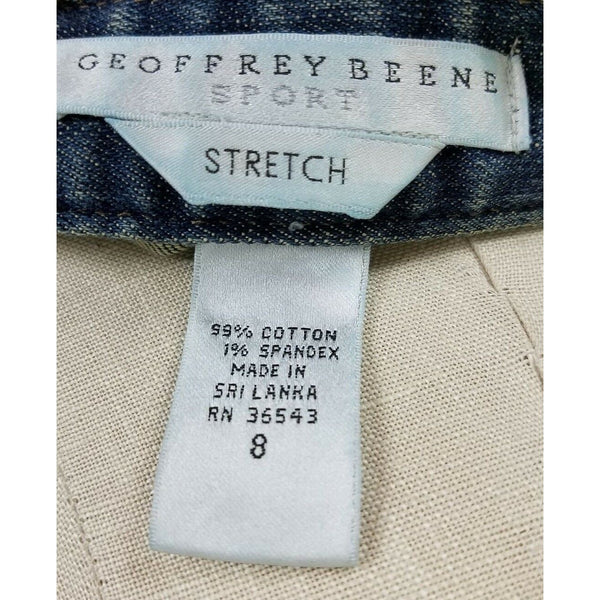 GEOFFREY BEENE
SPORT
STRETCH
99% COTTON
1% SPANDEX
MADE IN
SRI LANKA
RN 36543
8